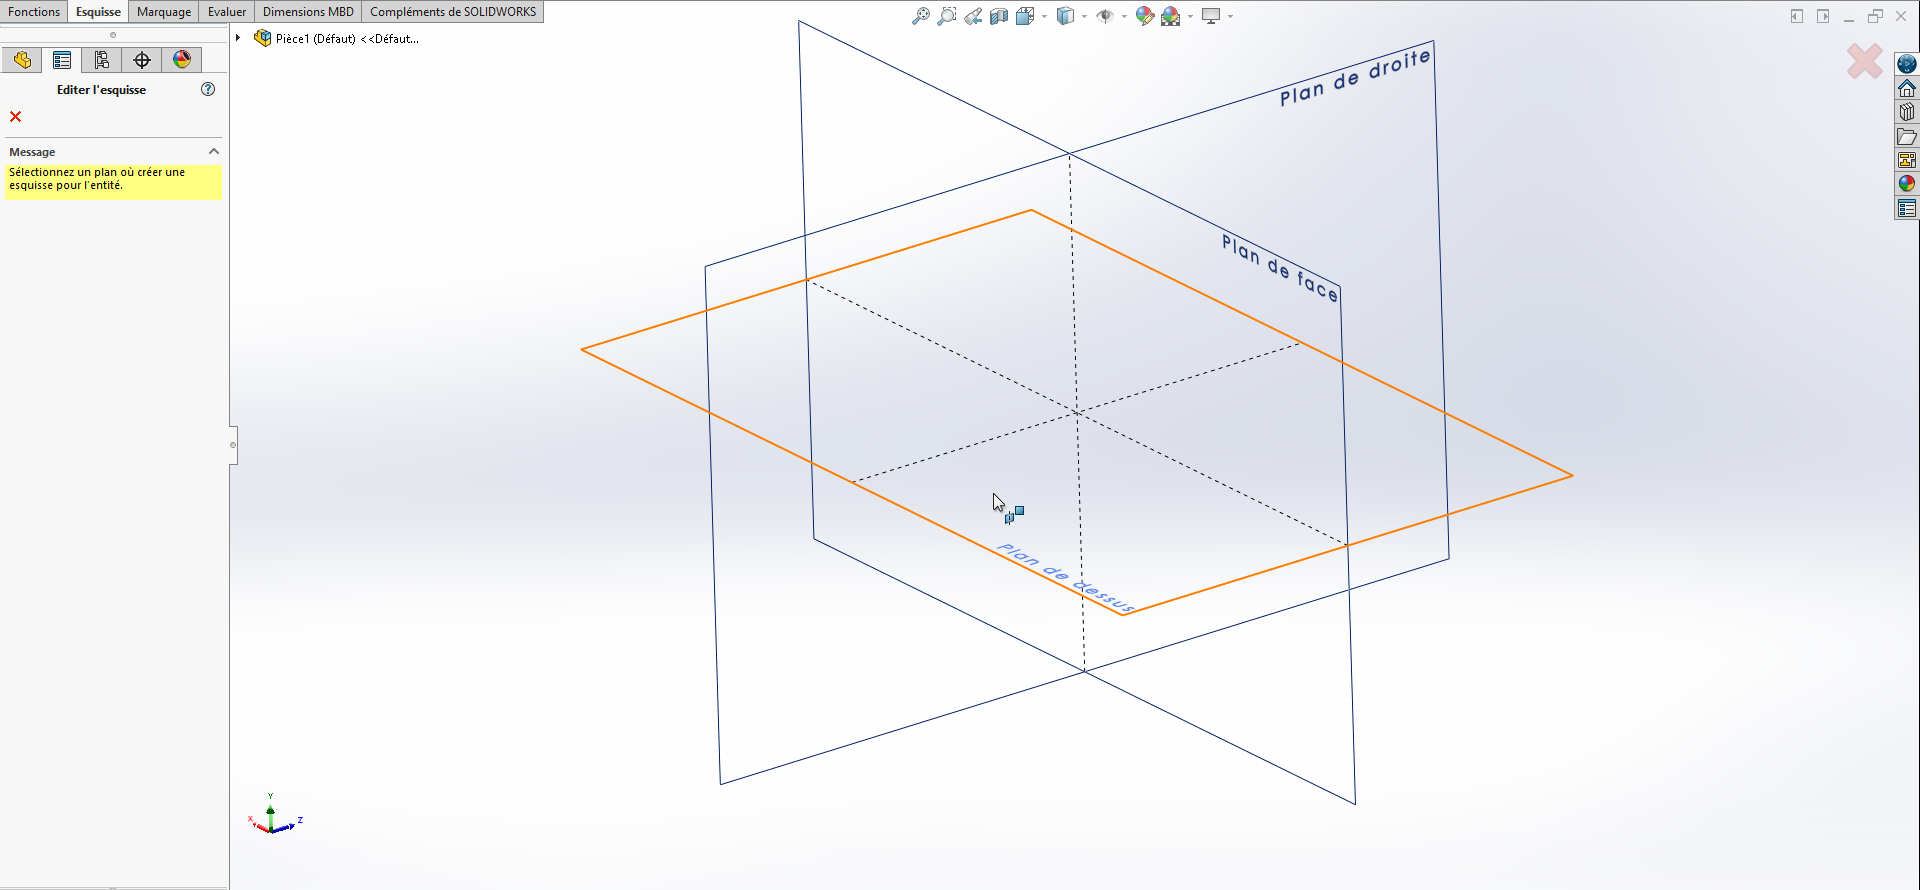 Fonctions Esquisse Marquage Evaluer Dimensions MBD Compléments de SOLIDWORKS
Pièce1 (Défaut) <<Défaut...
Editer l'esquisse
?
Message
Sélectionnez un plan où créer une
esquisse pour l'entité.
Plan de droite
Plan de face
Plan de dessus
Y
X
Z